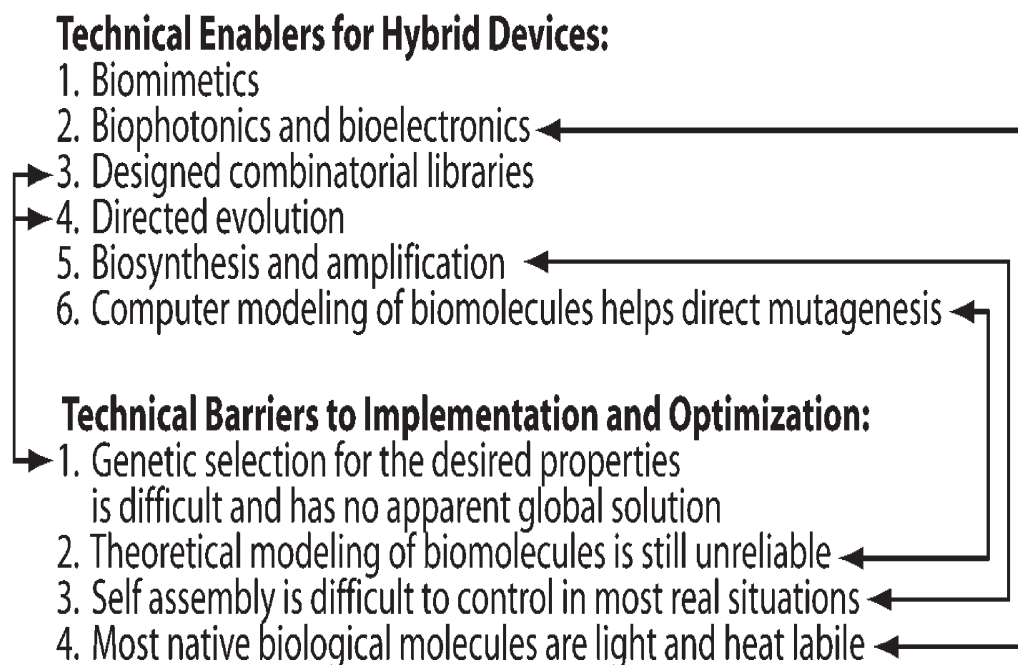 Technical Enablers for Hybrid Devices:
1. Biomimetics
2. Biophotonics and bioelectronics
3. Designed combinatorial libraries
4. Directed evolution
5. Biosynthesis and amplification
6. Computer modeling of biomolecules helps direct mutagenesis
Technical Barriers to Implementation and Optimization:
1. Genetic selection for the desired properties
is difficult and has no apparent global solution
2. Theoretical modeling of biomolecules is still unreliable
3. Self assembly is difficult to control in most real situations
4. Most native biological molecules are light and heat labile